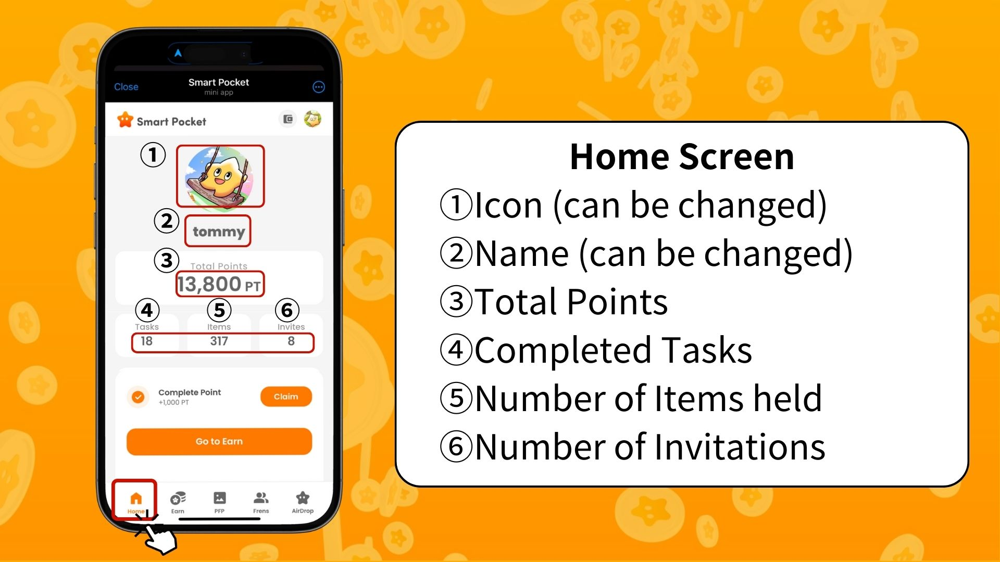 Close
Smart Pocket
mini app
Smart Pocket
①
②
tommy
③
Total Points
13,800 PT
④ ⑤ ⑥
Tasks Items Invites
18 317 8
Complete Point
+1,000 PT
Claim
Go to Earn
Home Earn PFP Frens AirDrop
Home Screen
①Icon (can be changed)
②Name (can be changed)
③Total Points
④Completed Tasks
⑤Number of Items held
⑥Number of Invitations